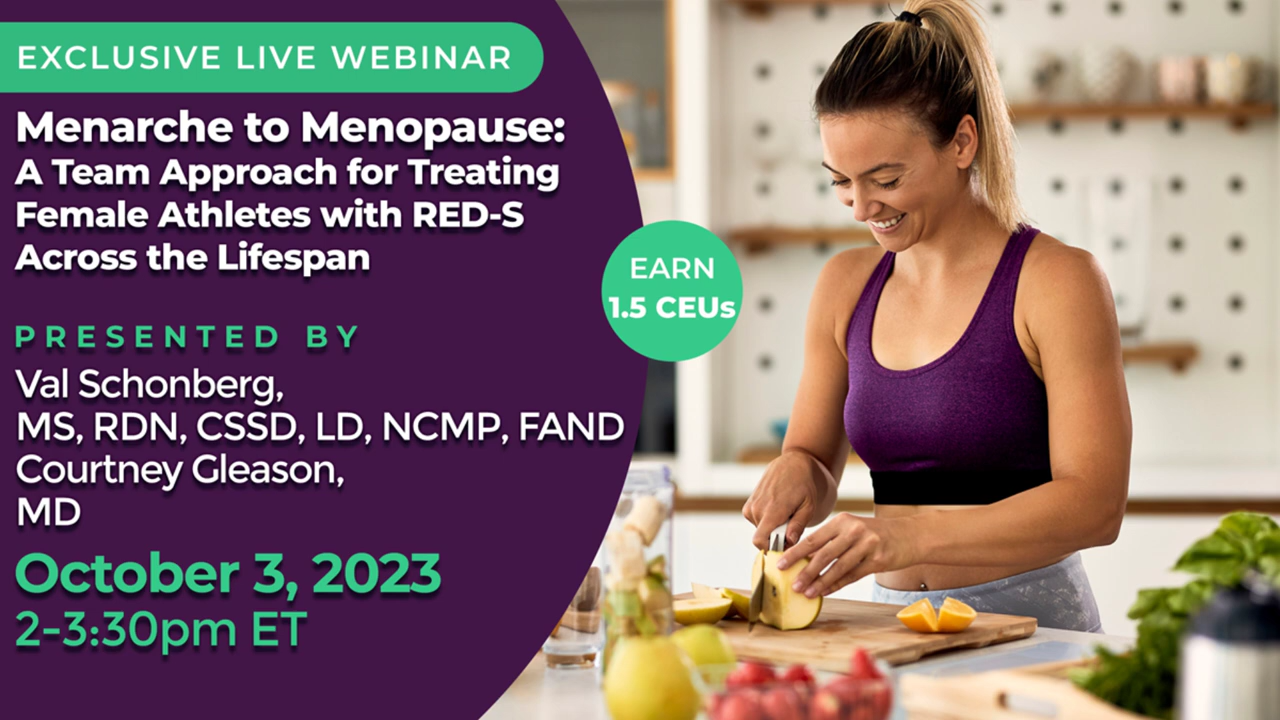 EXCLUSIVE LIVE WEBINAR
Menarche to Menopause:
A Team Approach for Treating
Female Athletes with RED-S
Across the Lifespan
EARN
1.5 CEUs
PRESENTED BY
Val Schonberg,
MS, RDN, CSSD, LD, NCMP, FAND
Courtney Gleason,
MD
October 3, 2023
2-3:30pm ET